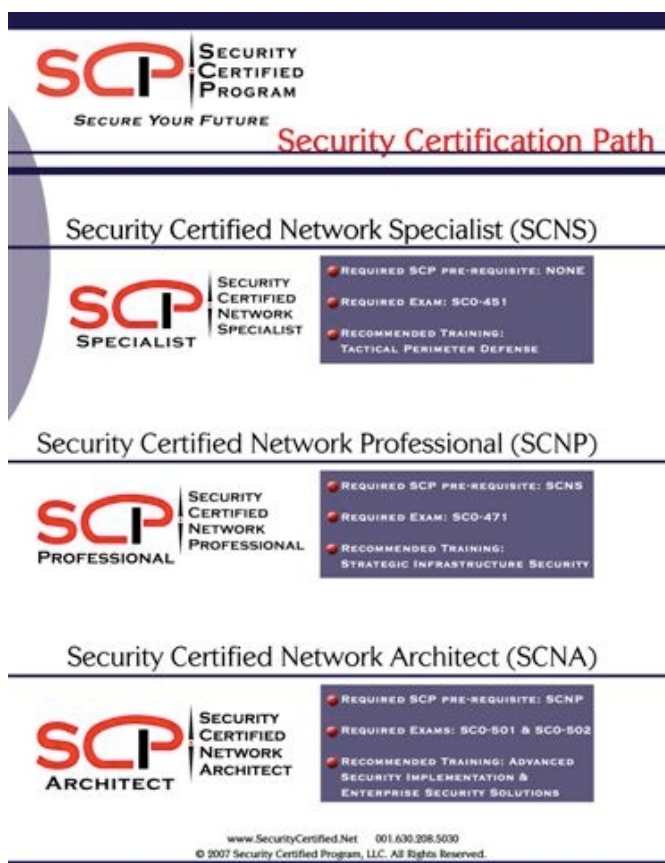 SCP SECURITY
CERTIFIED
PROGRAM
SECURE YOUR FUTURE
Security Certification Path
Security Certified Network Specialist (SCNS)
SCP
SPECIALIST
SECURITY
CERTIFIED
NETWORK
SPECIALIST
REQUIRED SCP PRE-REQUISITE: NONE
REQUIRED EXAM: SC0-451
RECOMMENDED TRAINING:
TACTICAL PERIMETER DEFENSE
Security Certified Network Professional (SCNP)
SCP
PROFESSIONAL
SECURITY
CERTIFIED
NETWORK
PROFESSIONAL
REQUIRED SCP PRE-REQUISITE: SCNS
REQUIRED EXAM: SC0-471
RECOMMENDED TRAINING:
STRATEGIC INFRASTRUCTURE SECURITY
Security Certified Network Architect (SCNA)
SCP
ARCHITECT
SECURITY
CERTIFIED
NETWORK
ARCHITECT
REQUIRED SCP PRE-REQUISITE: SCNP
REQUIRED EXAMS: SC0-501 & SC0-502
RECOMMENDED TRAINING: ADVANCED
SECURITY IMPLEMENTATION &
ENTERPRISE SECURITY SOLUTIONS
www.SecurityCertified.Net 001.630.208.5030
© 2007 Security Certified Program, LLC. All Rights Reserved.